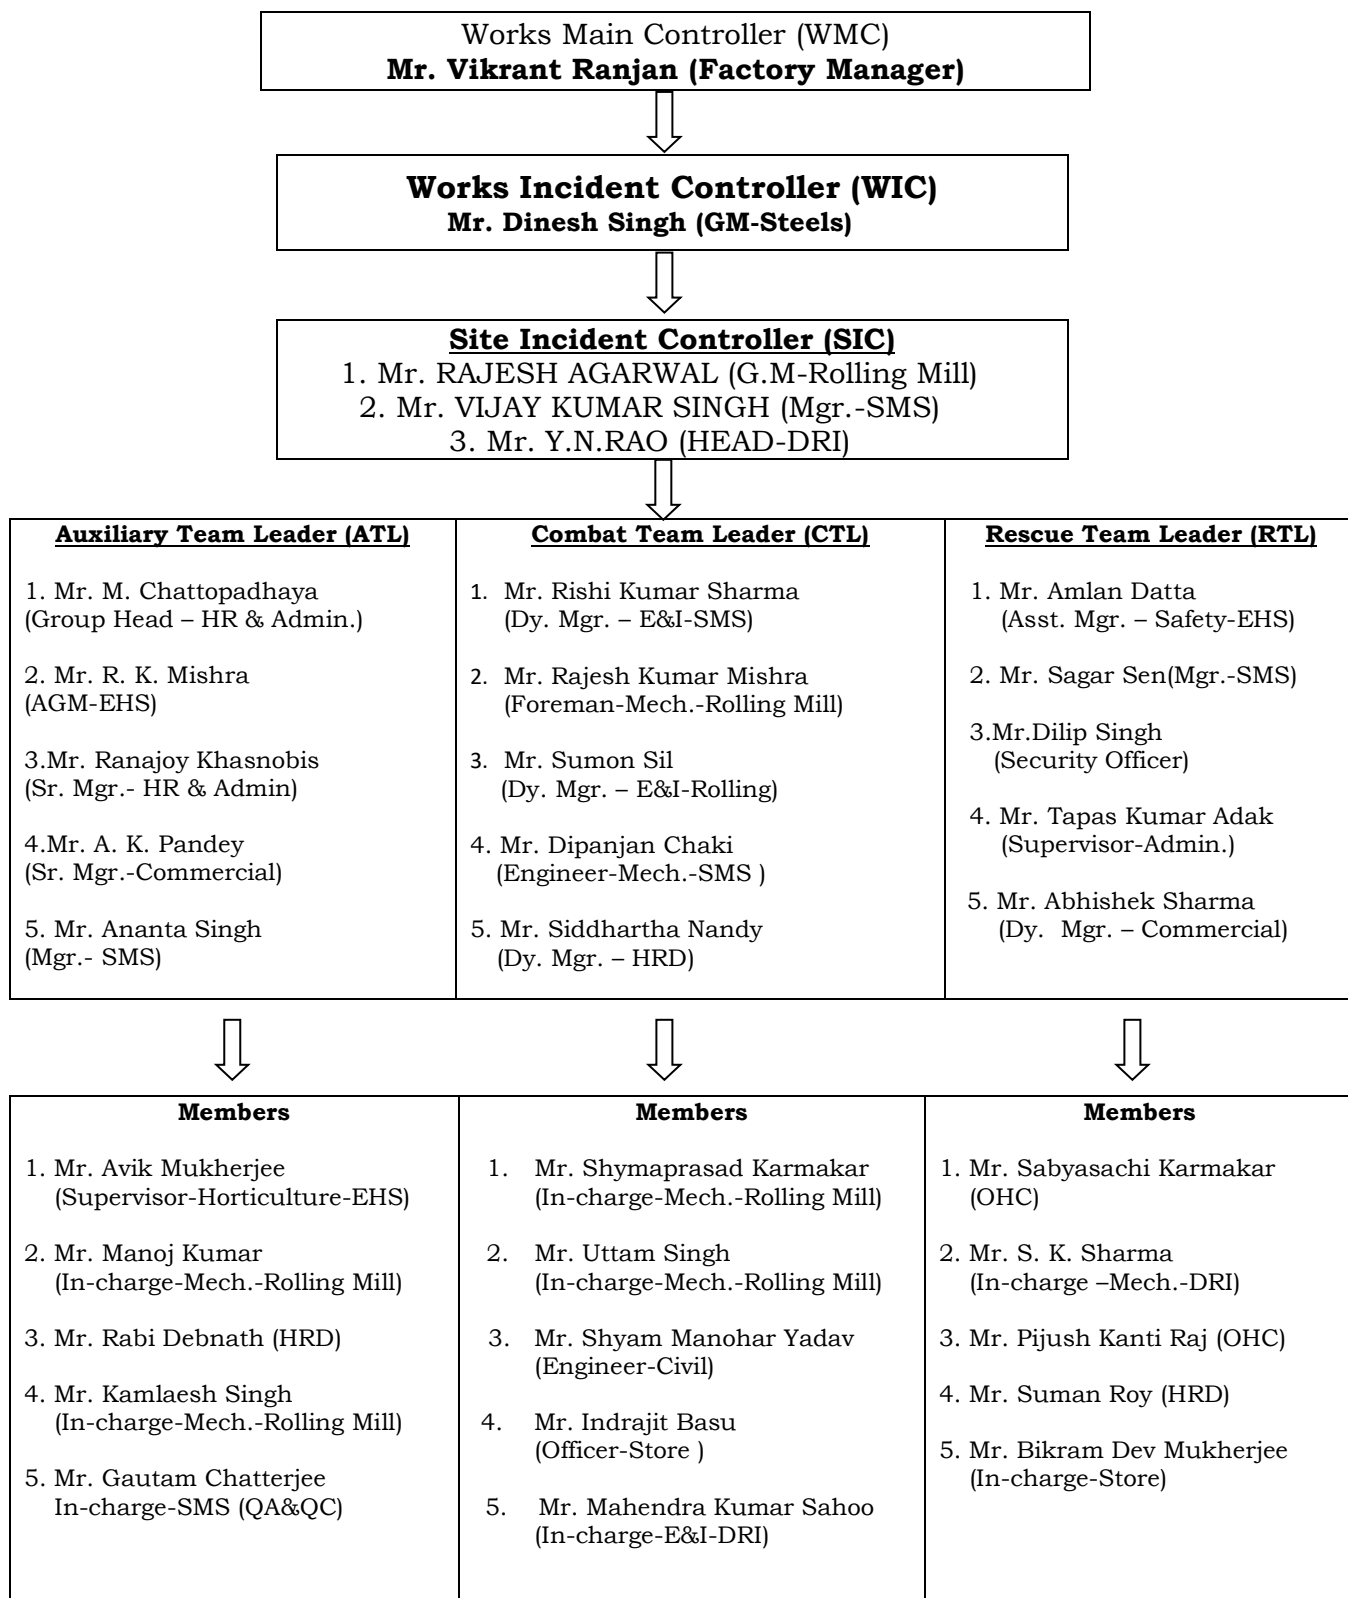 Works Main Controller (WMC)
Mr. Vikrant Ranjan (Factory Manager)
Works Incident Controller (WIC)
Mr. Dinesh Singh (GM-Steels)
Site Incident Controller (SIC)
1. Mr. RAJESH AGARWAL (G.M-Rolling Mill)
2. Mr. VIJAY KUMAR SINGH (Mgr.-SMS)
3. Mr. Y.N.RAO (HEAD-DRI)
Auxiliary Team Leader (ATL)
1. Mr. M. Chattopadhaya
(Group Head – HR & Admin.)
2. Mr. R. K. Mishra
(AGM-EHS)
3.Mr. Ranajoy Khasnobis
(Sr. Mgr.- HR & Admin)
4.Mr. A. K. Pandey
(Sr. Mgr.-Commercial)
5. Mr. Ananta Singh
(Mgr.- SMS)
Combat Team Leader (CTL)
1. Mr. Rishi Kumar Sharma
(Dy. Mgr. – E&I-SMS)
2. Mr. Rajesh Kumar Mishra
(Foreman-Mech.-Rolling Mill)
3. Mr. Sumon Sil
(Dy. Mgr. – E&I-Rolling)
4. Mr. Dipanjan Chaki
(Engineer-Mech.-SMS )
5. Mr. Siddhartha Nandy
(Dy. Mgr. – HRD)
Rescue Team Leader (RTL)
1. Mr. Amlan Datta
(Asst. Mgr. – Safety-EHS)
2. Mr. Sagar Sen(Mgr.-SMS)
3.Mr.Dilip Singh
(Security Officer)
4. Mr. Tapas Kumar Adak
(Supervisor-Admin.)
5. Mr. Abhishek Sharma
(Dy. Mgr. – Commercial)
Members
1. Mr. Avik Mukherjee
(Supervisor-Horticulture-EHS)
2. Mr. Manoj Kumar
(In-charge-Mech.-Rolling Mill)
3. Mr. Rabi Debnath (HRD)
4. Mr. Kamlaesh Singh
(In-charge-Mech.-Rolling Mill)
5. Mr. Gautam Chatterjee
In-charge-SMS (QA&QC)
Members
1. Mr. Shymaprasad Karmakar
(In-charge-Mech.-Rolling Mill)
2. Mr. Uttam Singh
(In-charge-Mech.-Rolling Mill)
3. Mr. Shyam Manohar Yadav
(Engineer-Civil)
4. Mr. Indrajit Basu
(Officer-Store )
5. Mr. Mahendra Kumar Sahoo
(In-charge-E&I-DRI)
Members
1. Mr. Sabyasachi Karmakar
(OHC)
2. Mr. S. K. Sharma
(In-charge –Mech.-DRI)
3. Mr. Pijush Kanti Raj (OHC)
4. Mr. Suman Roy (HRD)
5. Mr. Bikram Dev Mukherjee
(In-charge-Store)